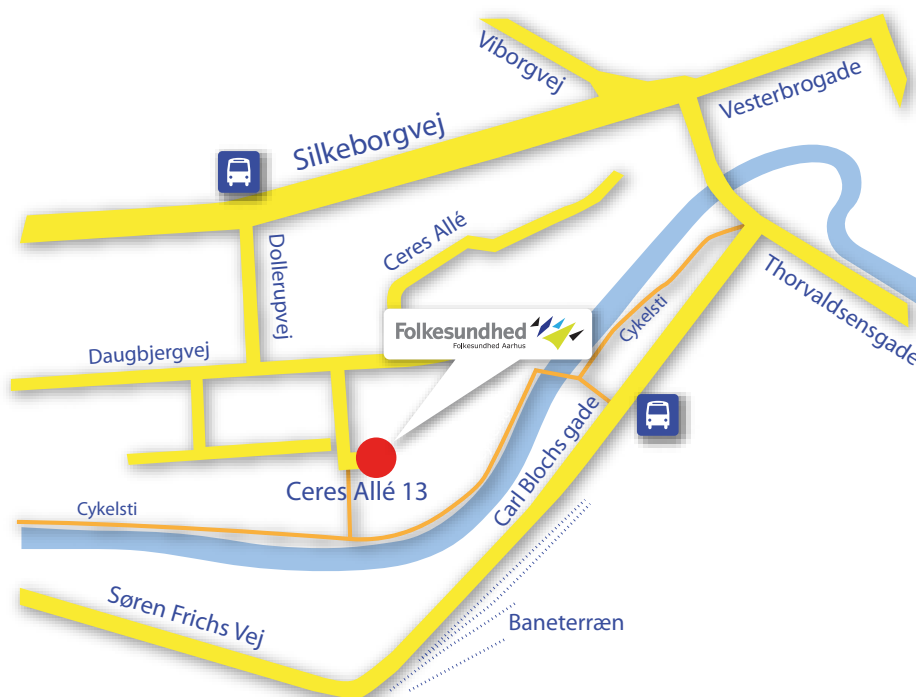 Viborgvej
Vesterbrogade
Silkeborgvej
Ceres Allé
Dollerupvej
Thorvaldsensgade
Cykelsti
Folkesundhed
Folkesundhed Aarhus
Daugbjergvej
Carl Blochs gade
Ceres Allé 13
Cykelsti
Søren Frichs Vej
Baneterræn